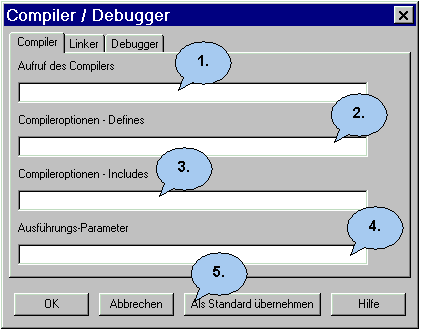 Compiler / Debugger
Compiler Linker Debugger
Aufruf des Compilers
1.
Compileroptionen - Defines
2.
Compileroptionen - Includes
3.
Ausführungs-Parameter
4.
5.
OK Abbrechen Als Standard übernehmen Hilfe